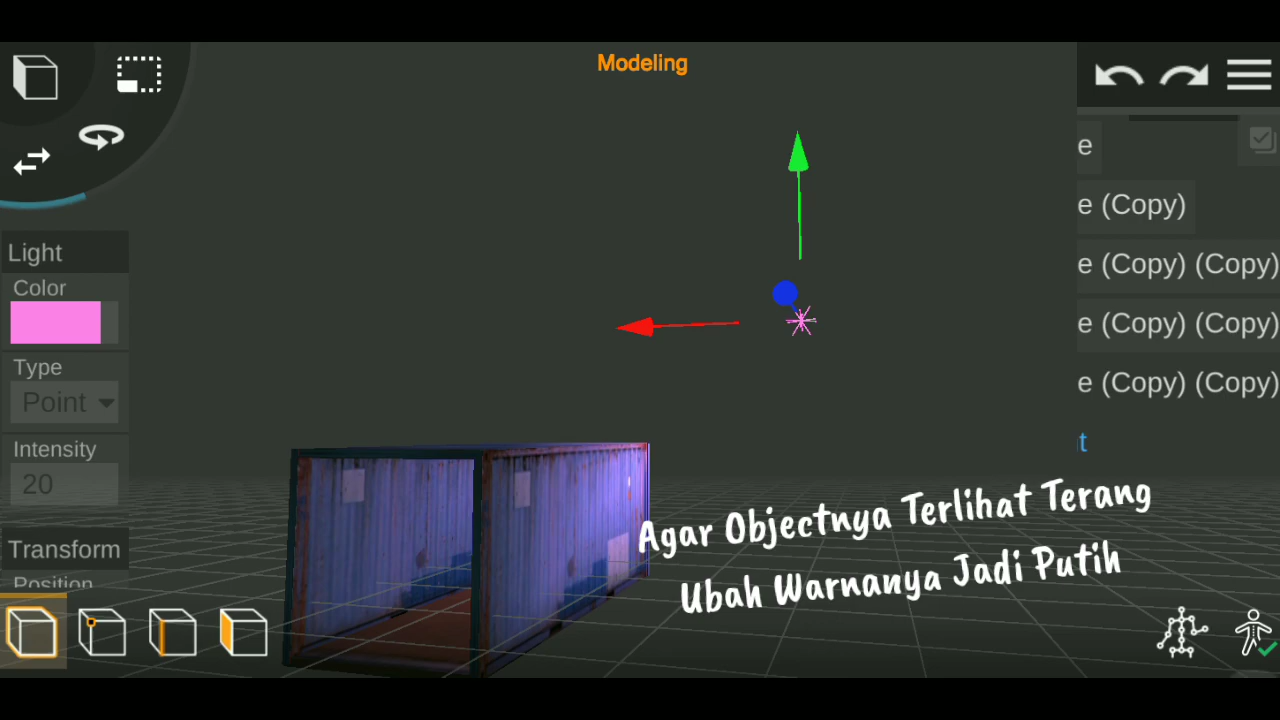 Modeling
e
e (Copy)
e (Copy) (Copy)
e (Copy) (Copy)
e (Copy) (Copy)
t
Light
Color
Type
Point
Intensity
20
Transform
Position
Agar Objectnya Terlihat Terang
Ubah Warnanya Jadi Putih